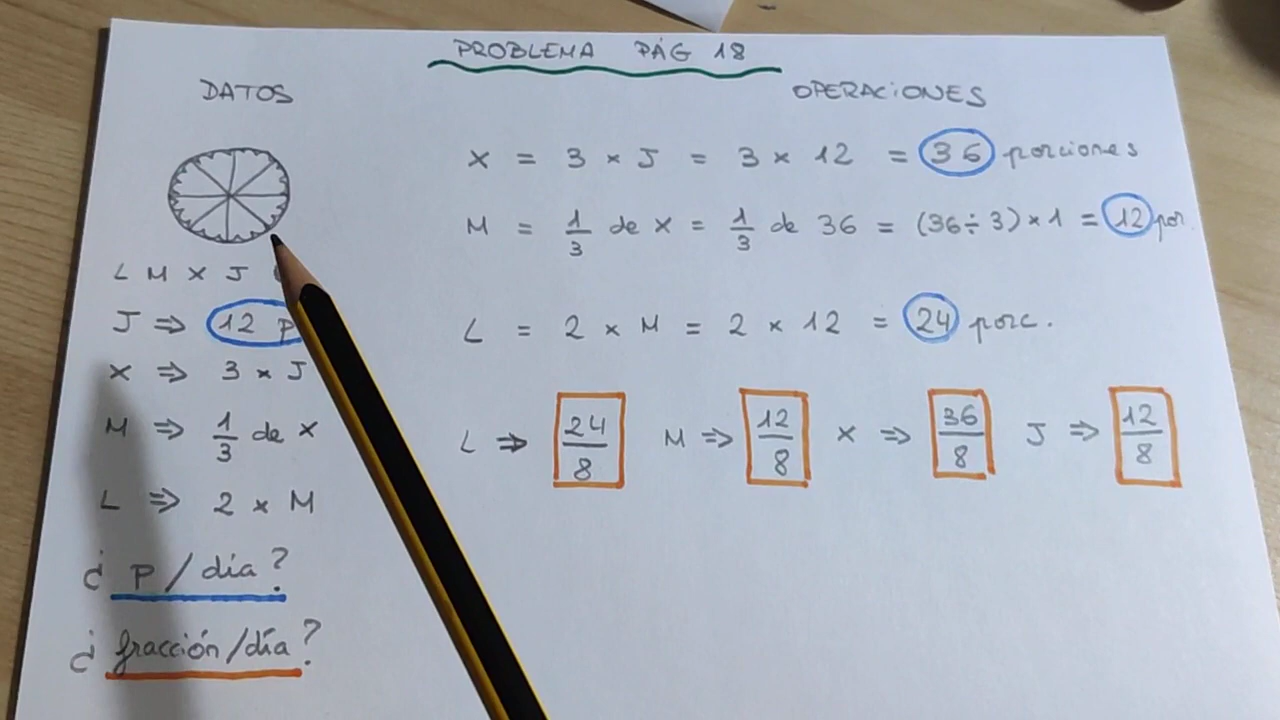 PROBLEMA PÁG 18
DATOS
L M X J
J ⇒ 12 P
X ⇒ 3 × J
M ⇒ 1/3 de X
L ⇒ 2 × M
¿ P / día ?
¿ fracción/día ?
OPERACIONES
X = 3 × J = 3 × 12 = 36 porciones
M = 1/3 de X = 1/3 de 36 = (36÷3)×1 = 12 por.
L = 2 × M = 2 × 12 = 24 porc.
L ⇒ 24/8 M ⇒ 12/8 X ⇒ 36/8 J ⇒ 12/8